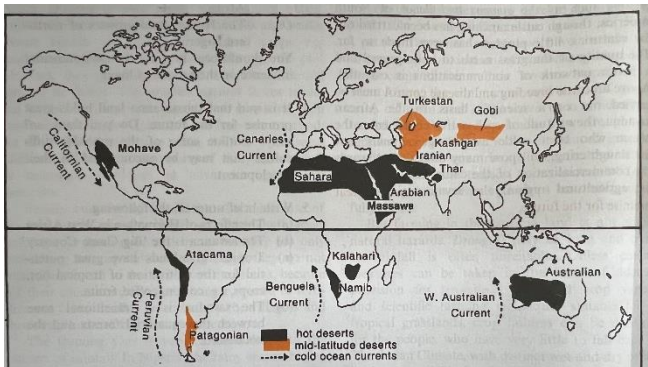 Turkestan
Gobi
Californian
Current
Mohave
Canaries
Current
Kashgar
Iranian
Thar
Sahara
Arabian
Massawa
Atacama
Kalahari
Australian
Peruvian
Current
Benguela
Current
Namib
W. Australian
Current
Patagonian
hot deserts
mid-latitude deserts
cold ocean currents